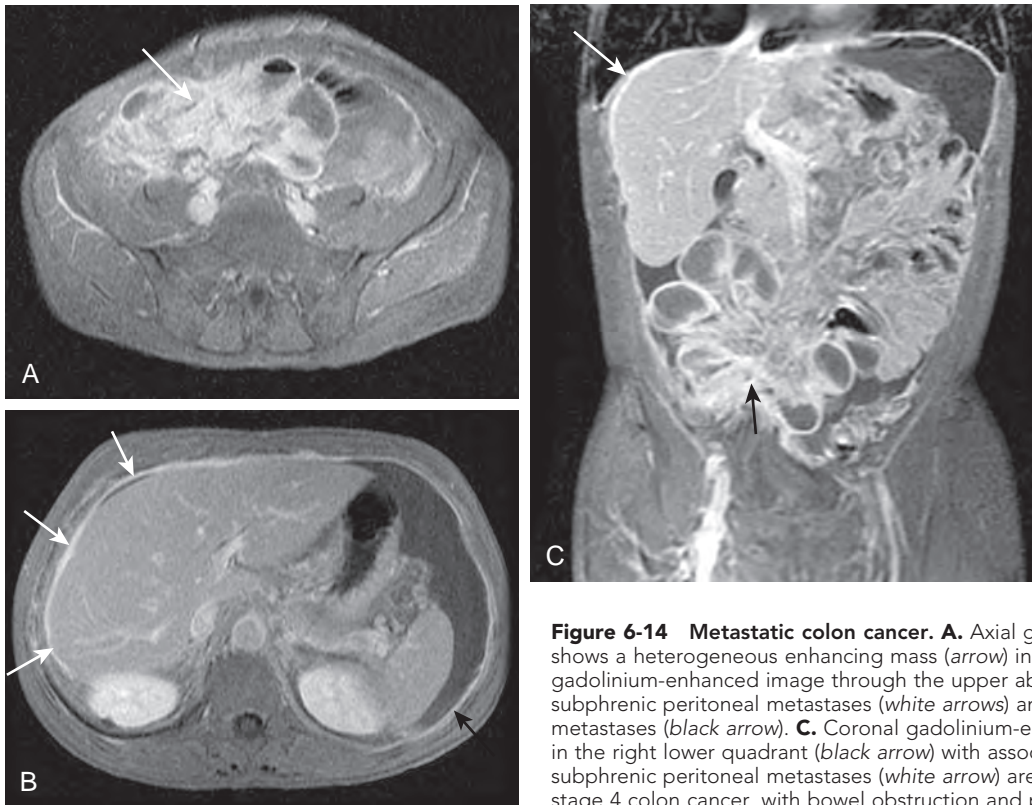 A
B
C
Figure 6-14 Metastatic colon cancer. A. Axial g
shows a heterogeneous enhancing mass (arrow) in
gadolinium-enhanced image through the upper ab
subphrenic peritoneal metastases (white arrows) an
metastases (black arrow). C. Coronal gadolinium-e
in the right lower quadrant (black arrow) with assoc
subphrenic peritoneal metastases (white arrow) are
stage 4 colon cancer, with bowel obstruction and